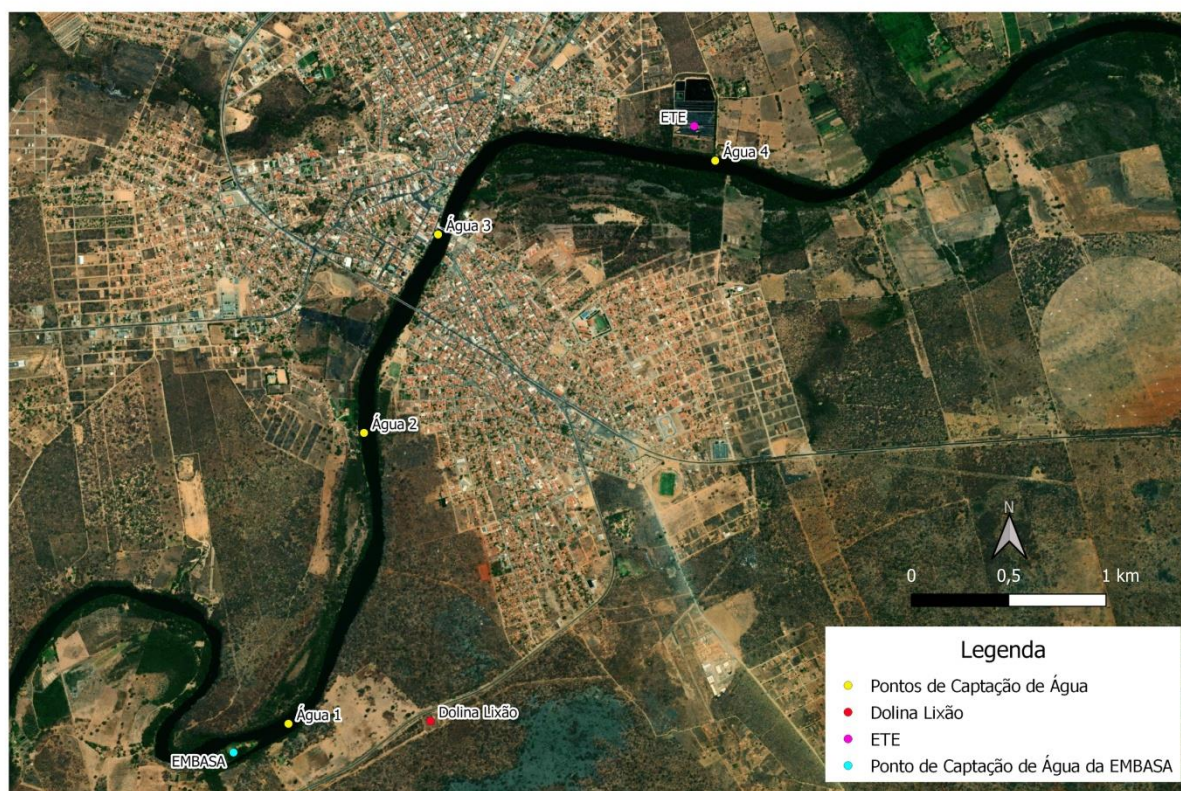 ETE
Água 4
Água 3
Água 2
N
0 0,5 1 km
Água 1
Dolina Lixão
EMBASA
Legenda
Pontos de Captação de Água
Dolina Lixão
ETE
Ponto de Captação de Água da EMBASA